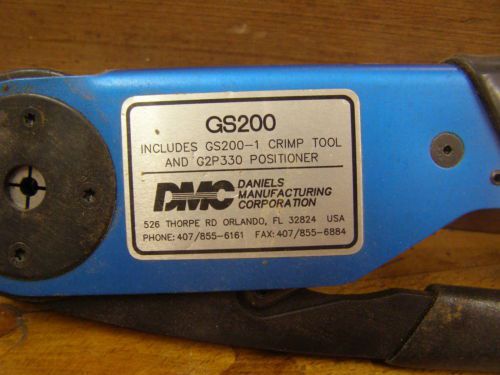 GS200
INCLUDES GS200-1 CRIMP TOOL
AND G2P330 POSITIONER
DMC DANIELS
MANUFACTURING
CORPORATION
526 THORPE RD ORLANDO, FL 32824 USA
PHONE: 407/855-6161 FAX: 407/855-6884